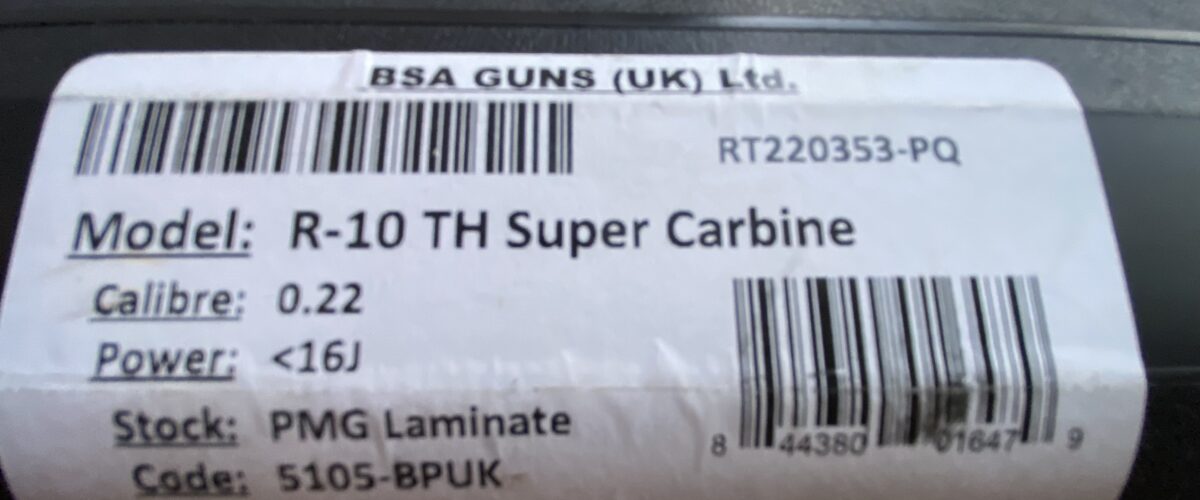 BSA GUNS (UK) Ltd.
RT220353-PQ
Model: R-10 TH Super Carbine
Calibre: 0.22
Power: <16J
Stock: PMG Laminate
Code: 5105-BPUK
8 44380 01647 9